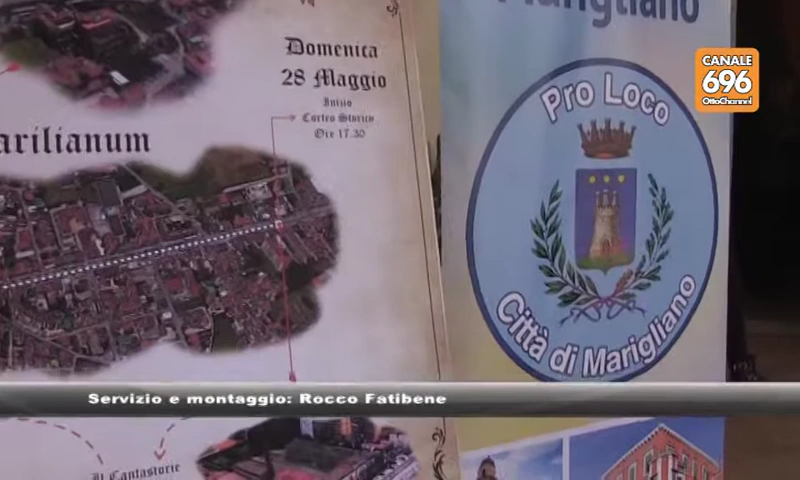 Marigliano
Domenica
28 Maggio
Inizio
Corteo Storico
Ore 17.30
arilianum
CANALE
696
OttoChannel
Pro Loco
Città di Marigliano
Servizio e montaggio: Rocco Fatibene
Il Cantastorie